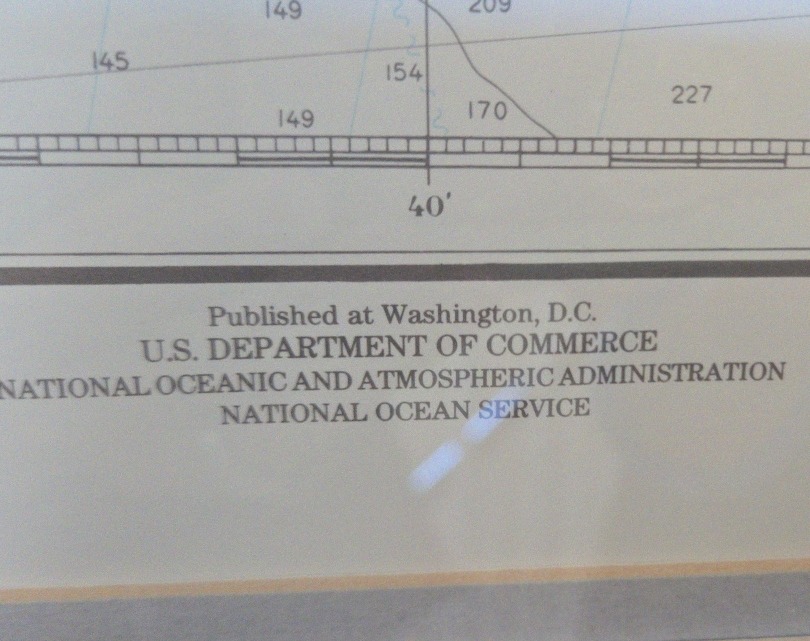 149
209
145
154
227
170
149
40'
Published at Washington, D.C.
U.S. DEPARTMENT OF COMMERCE
NATIONAL OCEANIC AND ATMOSPHERIC ADMINISTRATION
NATIONAL OCEAN SERVICE